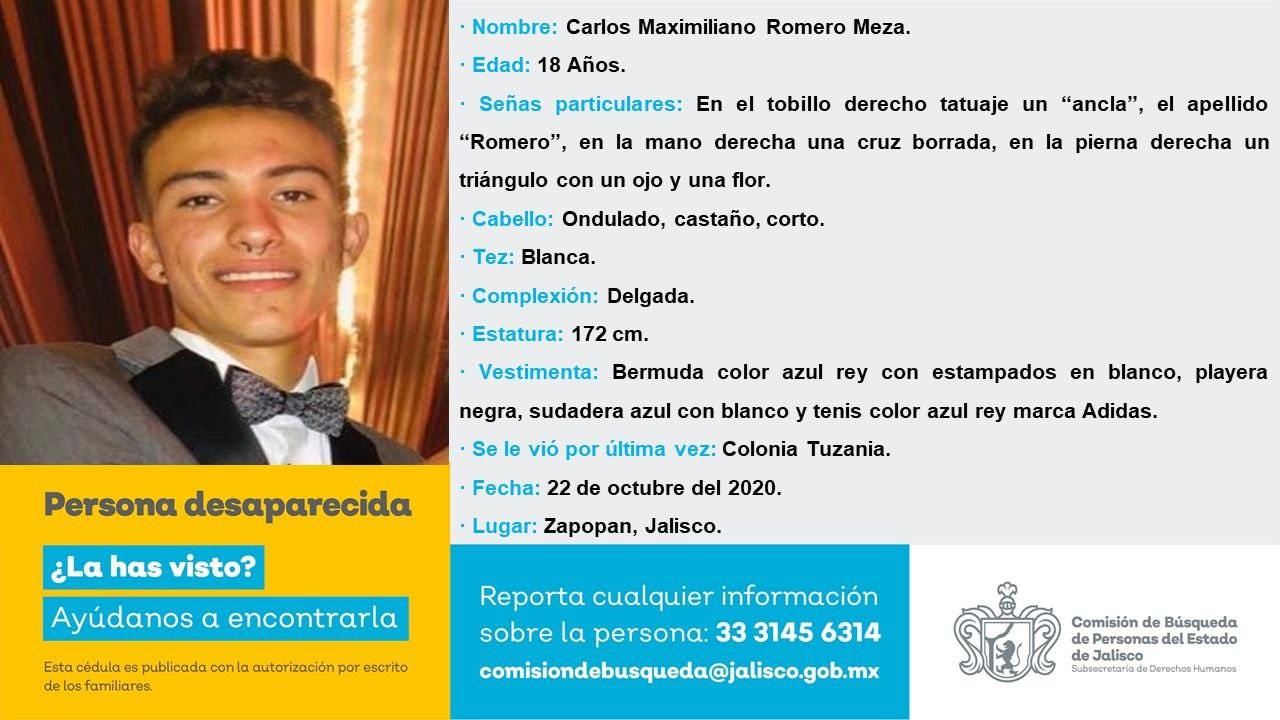 · Nombre: Carlos Maximiliano Romero Meza.
· Edad: 18 Años.
· Señas particulares: En el tobillo derecho tatuaje un “ancla”, el apellido
“Romero”, en la mano derecha una cruz borrada, en la pierna derecha un
triángulo con un ojo y una flor.
· Cabello: Ondulado, castaño, corto.
· Tez: Blanca.
· Complexión: Delgada.
· Estatura: 172 cm.
· Vestimenta: Bermuda color azul rey con estampados en blanco, playera
negra, sudadera azul con blanco y tenis color azul rey marca Adidas.
· Se le vió por última vez: Colonia Tuzania.
· Fecha: 22 de octubre del 2020.
· Lugar: Zapopan, Jalisco.
Persona desaparecida
¿La has visto?
Ayúdanos a encontrarla
Esta cédula es publicada con la autorización por escrito
de los familiares.
Reporta cualquier información
sobre la persona: 33 3145 6314
comisiondebusqueda@jalisco.gob.mx
Comisión de Búsqueda
de Personas del Estado
de Jalisco
Subsecretaría de Derechos Humanos